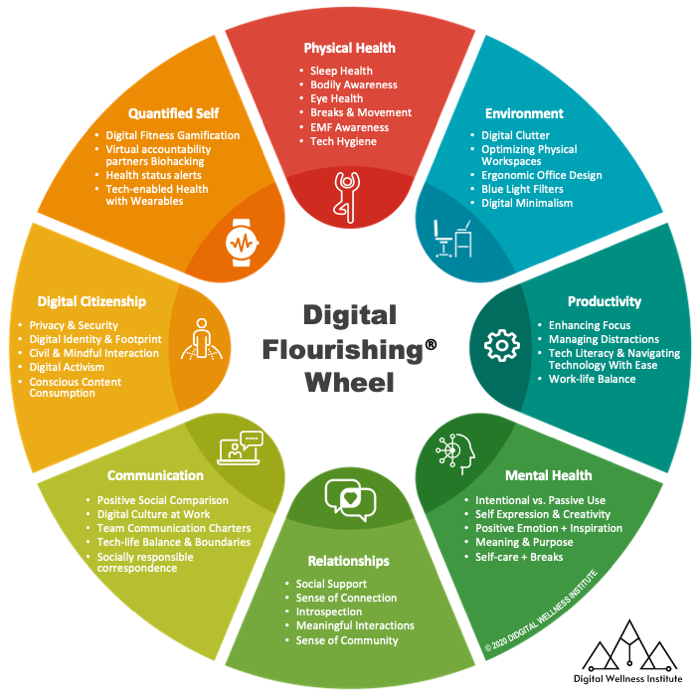 Digital
Flourishing®
Wheel
Physical Health
• Sleep Health
• Bodily Awareness
• Eye Health
• Breaks & Movement
• EMF Awareness
• Tech Hygiene
Environment
• Digital Clutter
• Optimizing Physical
Workspaces
• Ergonomic Office Design
• Blue Light Filters
• Digital Minimalism
Productivity
• Enhancing Focus
• Managing Distractions
• Tech Literacy & Navigating
Technology With Ease
• Work-life Balance
Mental Health
• Intentional vs. Passive Use
• Self Expression & Creativity
• Positive Emotion + Inspiration
• Meaning & Purpose
• Self-care + Breaks
© 2020 DIDGITAL WELLNESS INSTITUTE
Relationships
• Social Support
• Sense of Connection
• Introspection
• Meaningful Interactions
• Sense of Community
Communication
• Positive Social Comparison
• Digital Culture at Work
• Team Communication Charters
• Tech-life Balance & Boundaries
• Socially responsible
correspondence
Digital Citizenship
• Privacy & Security
• Digital Identity & Footprint
• Civil & Mindful Interaction
• Digital Activism
• Conscious Content
Consumption
Quantified Self
• Digital Fitness Gamification
• Virtual accountability
partners Biohacking
• Health status alerts
• Tech-enabled Health
with Wearables
Digital Wellness Institute